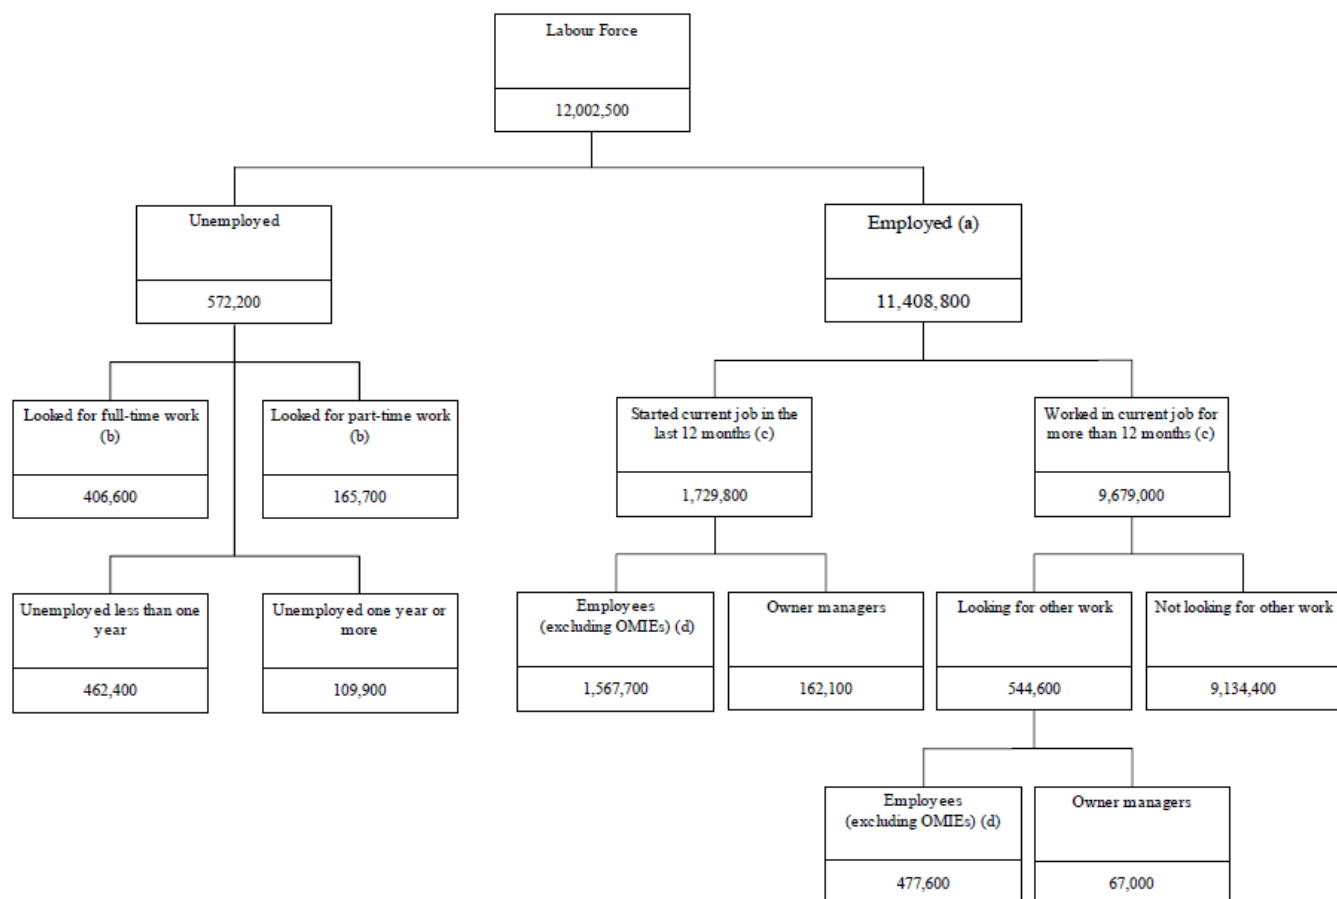 Labour Force
12,002,500
Unemployed
572,200
Employed (a)
11,408,800
Looked for full-time work
(b)
406,600
Looked for part-time work
(b)
165,700
Started current job in the
last 12 months (c)
1,729,800
Worked in current job for
more than 12 months (c)
9,679,000
Unemployed less than one
year
462,400
Unemployed one year or
more
109,900
Employees
(excluding OMIEs) (d)
1,567,700
Owner managers
162,100
Looking for other work
544,600
Not looking for other work
9,134,400
Employees
(excluding OMIEs) (d)
477,600
Owner managers
67,000